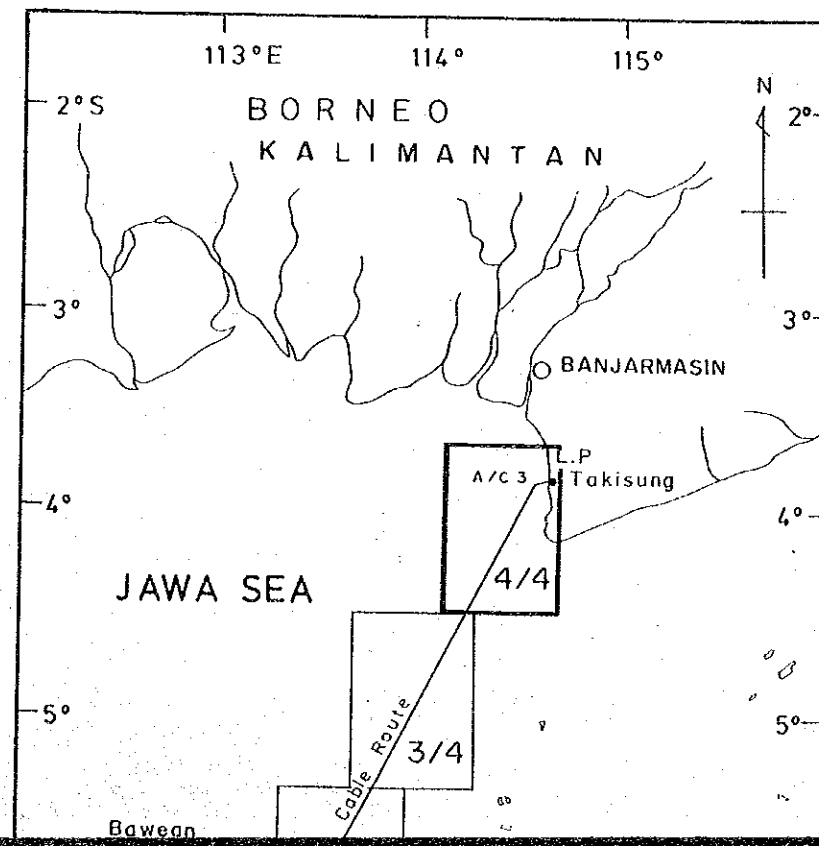 113°E 114° 115°
2°S BORNEO N 2°
KALIMANTAN
3° 3°
BANJARMASIN
L.P
A/C 3 Takisung
4° 4°
4/4
JAWA SEA
5° 5°
Cable Route
3/4
Bawean